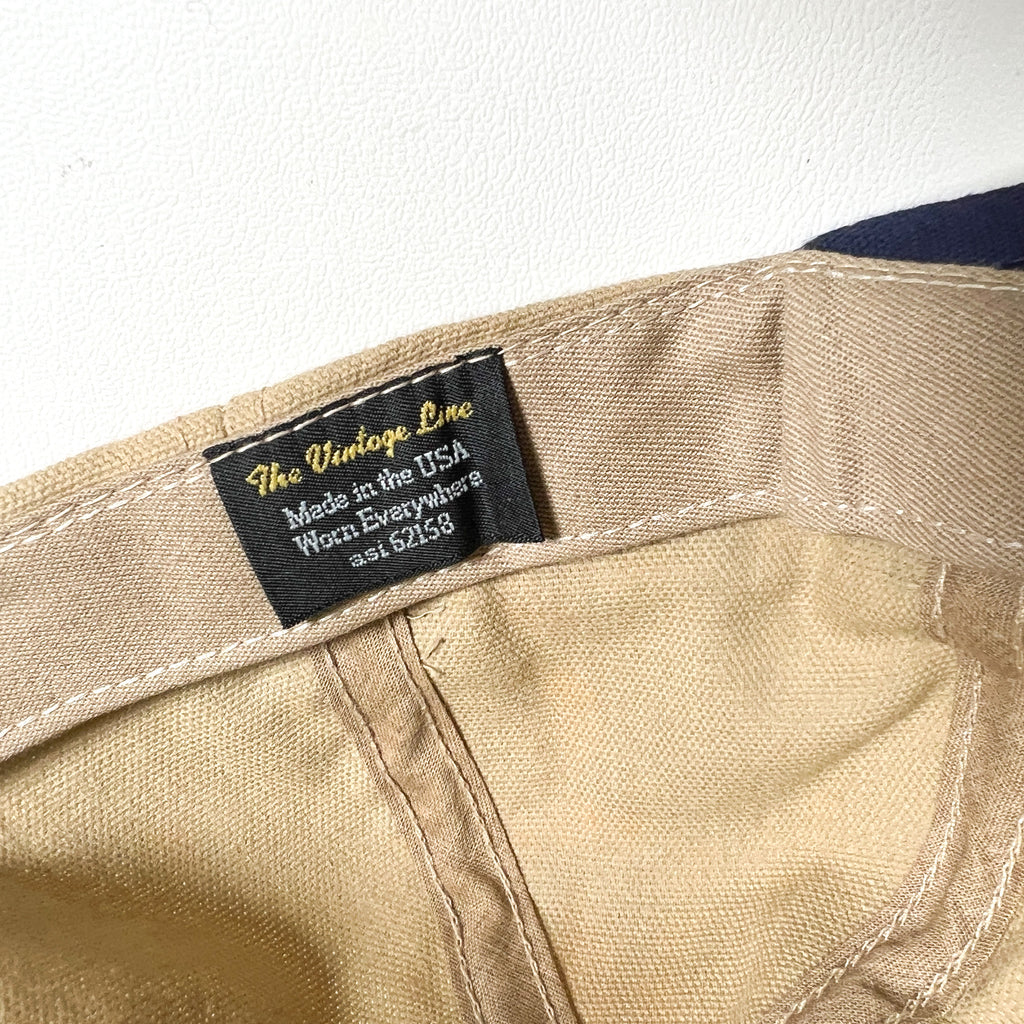 The Vintage Line
Made in the USA
Worn Everywhere
asi 62158